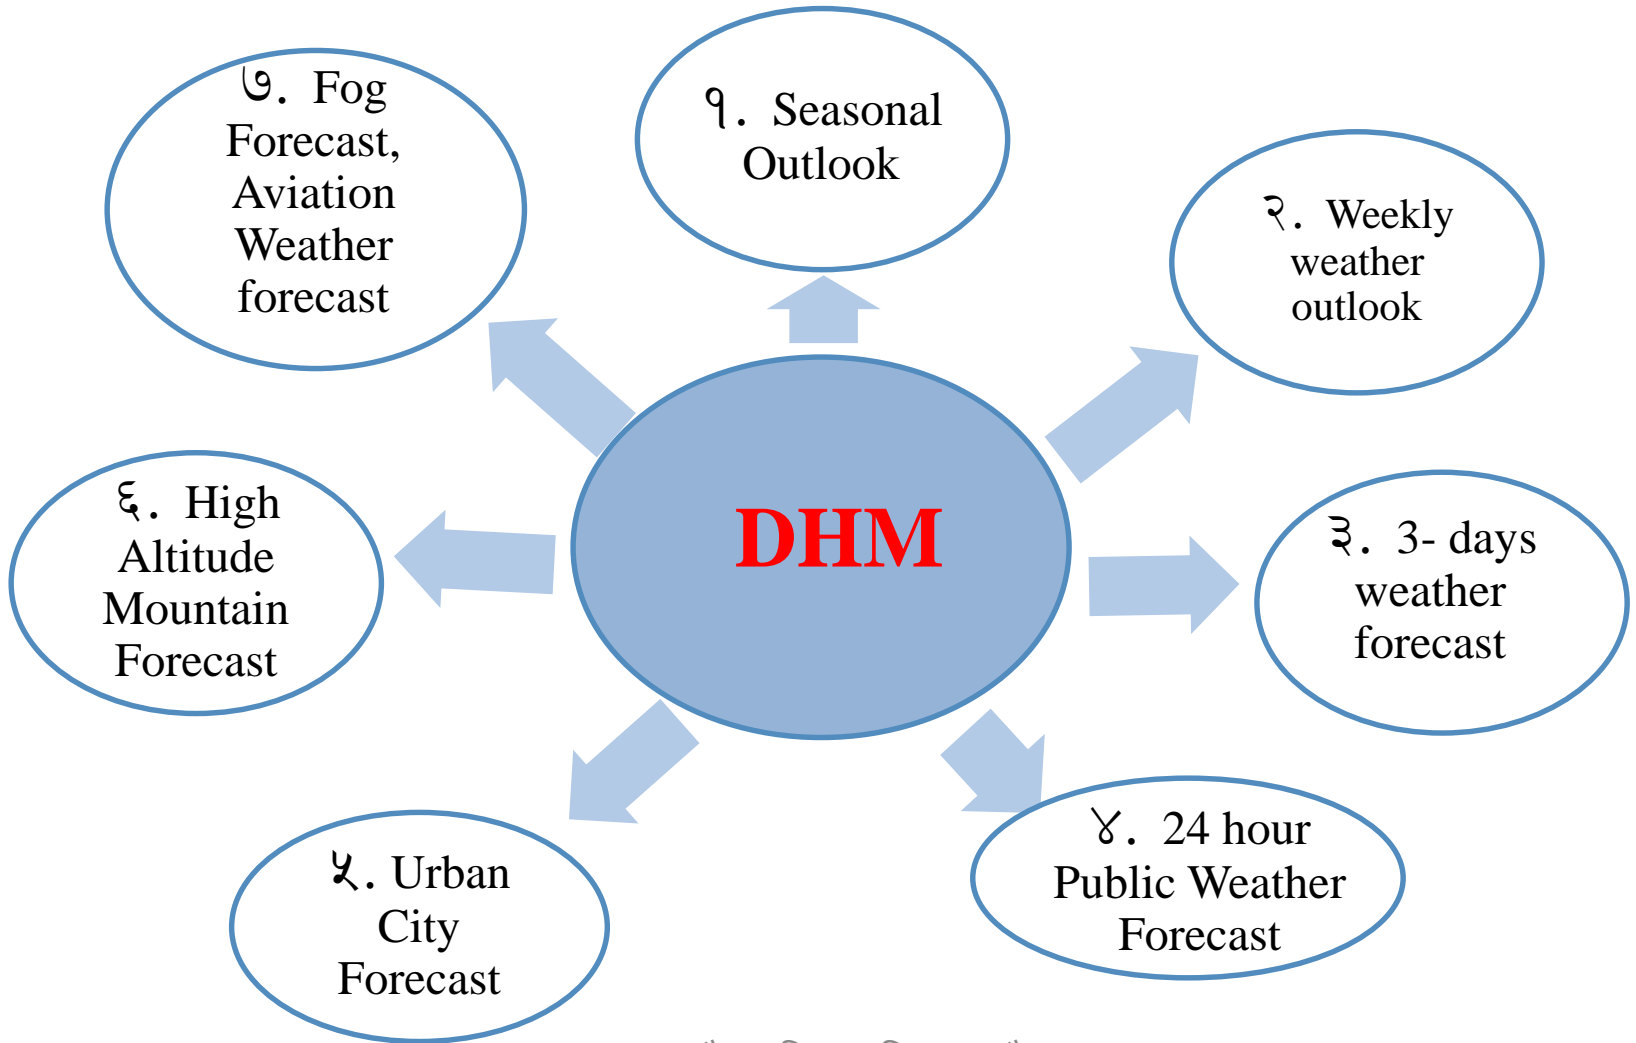 DHM
१. Seasonal
Outlook
२. Weekly
weather
outlook
३. 3- days
weather
forecast
४. 24 hour
Public Weather
Forecast
५. Urban
City
Forecast
६. High
Altitude
Mountain
Forecast
७. Fog
Forecast,
Aviation
Weather
forecast